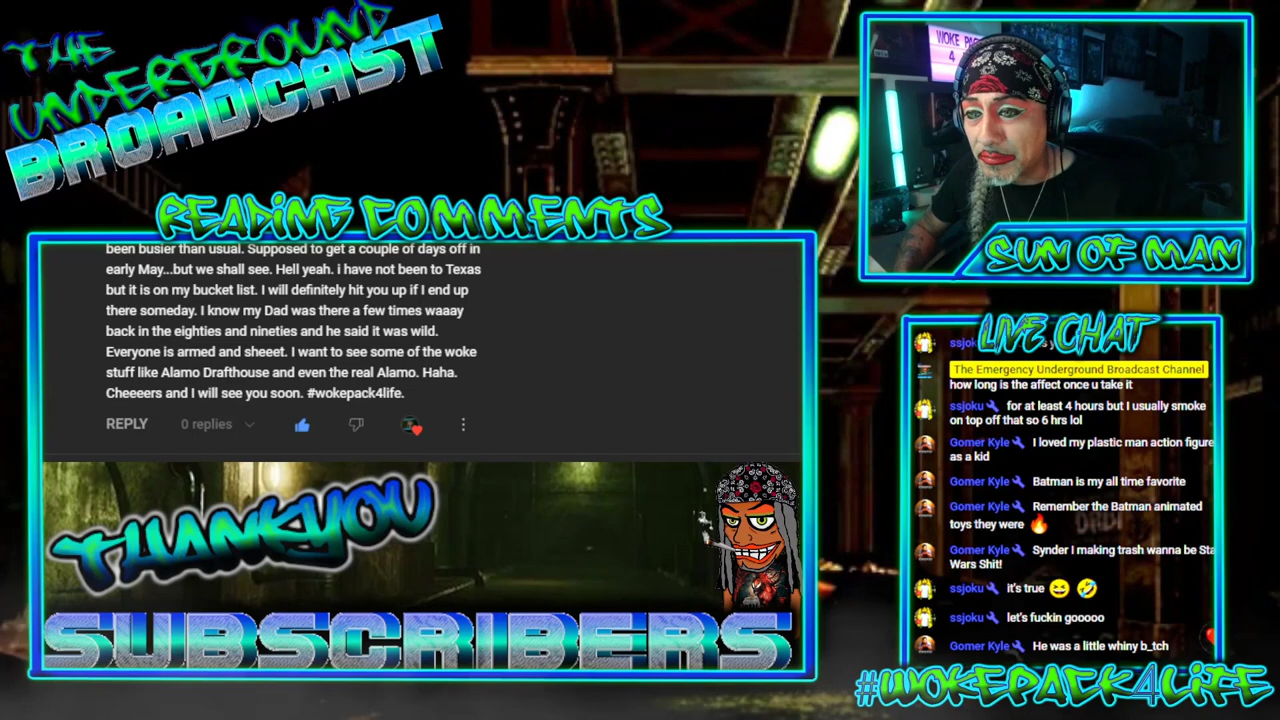 THE
UNDERGROUND
BROADCAST
WOKE PAC
4
READING COMMENTS
been busier than usual. Supposed to get a couple of days off in
early May...but we shall see. Hell yeah. i have not been to Texas
but it is on my bucket list. I will definitely hit you up if I end up
there someday. I know my Dad was there a few times waaay
back in the eighties and nineties and he said it was wild.
Everyone is armed and sheeet. I want to see some of the woke
stuff like Alamo Drafthouse and even the real Alamo. Haha.
Cheeeers and I will see you soon. #wokepack4life.
REPLY 0 replies
THANKYOU
SUBSCRIBERS
SUN OF MAN
LIVE CHAT
The Emergency Underground Broadcast Channel
how long is the affect once u take it
ssjoku for at least 4 hours but I usually smoke
on top off that so 6 hrs lol
Gomer Kyle I loved my plastic man action figure
as a kid
Gomer Kyle Batman is my all time favorite
Gomer Kyle Remember the Batman animated
toys they were 🔥
Gomer Kyle Synder I making trash wanna be Sta
Wars Shit!
ssjoku it's true 😆 🤣
ssjoku let's fuckin gooooo
Gomer Kyle He was a little whiny b_tch
#WOKEPACK4LIFE